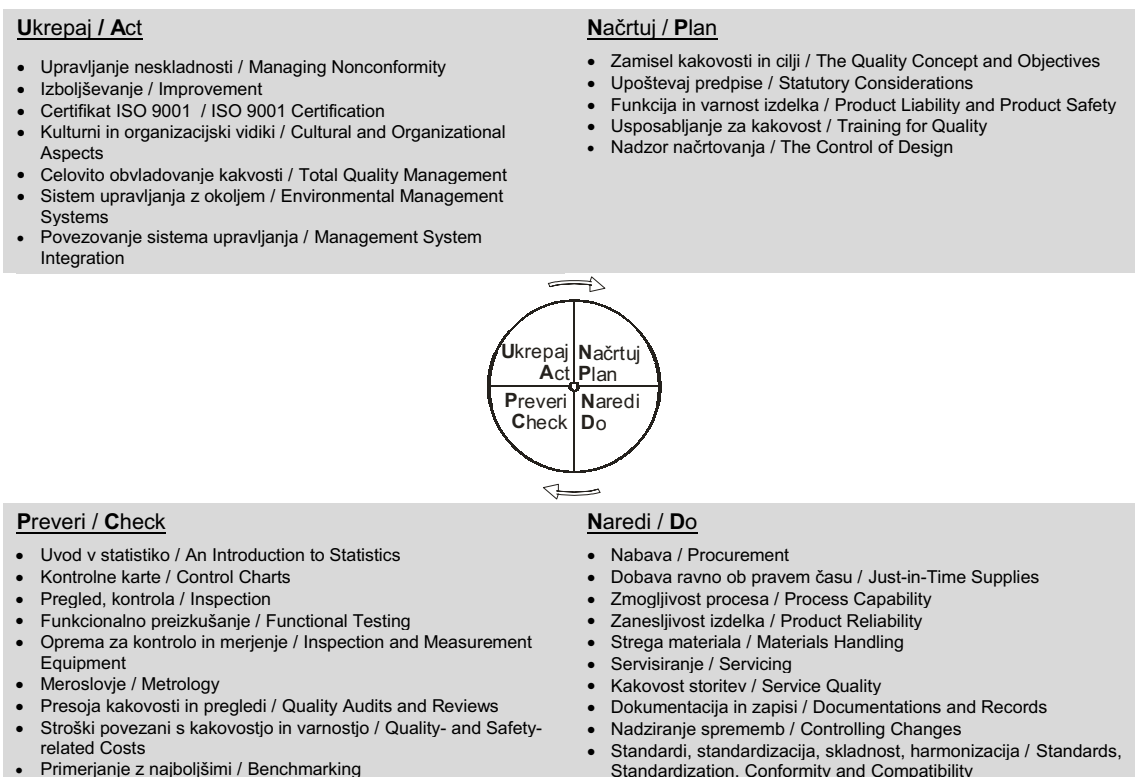 Ukrepaj / Act
• Upravljanje neskladnosti / Managing Nonconformity
• Izboljševanje / Improvement
• Certifikat ISO 9001 / ISO 9001 Certification
• Kulturni in organizacijski vidiki / Cultural and Organizational
Aspects
• Celovito obvladovanje kakvosti / Total Quality Management
• Sistem upravljanja z okoljem / Environmental Management
Systems
• Povezovanje sistema upravljanja / Management System
Integration
Načrtuj / Plan
• Zamisel kakovosti in cilji / The Quality Concept and Objectives
• Upoštevaj predpise / Statutory Considerations
• Funkcija in varnost izdelka / Product Liability and Product Safety
• Usposabljanje za kakovost / Training for Quality
• Nadzor načrtovanja / The Control of Design
Ukrepaj
Act
Načrtuj
Plan
Preveri
Check
Naredi
Do
Preveri / Check
• Uvod v statistiko / An Introduction to Statistics
• Kontrolne karte / Control Charts
• Pregled, kontrola / Inspection
• Funkcionalno preizkušanje / Functional Testing
• Oprema za kontrolo in merjenje / Inspection and Measurement
Equipment
• Meroslovje / Metrology
• Presoja kakovosti in pregledi / Quality Audits and Reviews
• Stroški povezani s kakovostjo in varnostjo / Quality- and Safety-
related Costs
• Primerjanje z najboljšimi / Benchmarking
Naredi / Do
• Nabava / Procurement
• Dobava ravno ob pravem času / Just-in-Time Supplies
• Zmogljivost procesa / Process Capability
• Zanesljivost izdelka / Product Reliability
• Strega materiala / Materials Handling
• Servisiranje / Servicing
• Kakovost storitev / Service Quality
• Dokumentacija in zapisi / Documentations and Records
• Nadziranje sprememb / Controlling Changes
• Standardi, standardizacija, skladnost, harmonizacija / Standards,
Standardization, Conformity and Compatibility